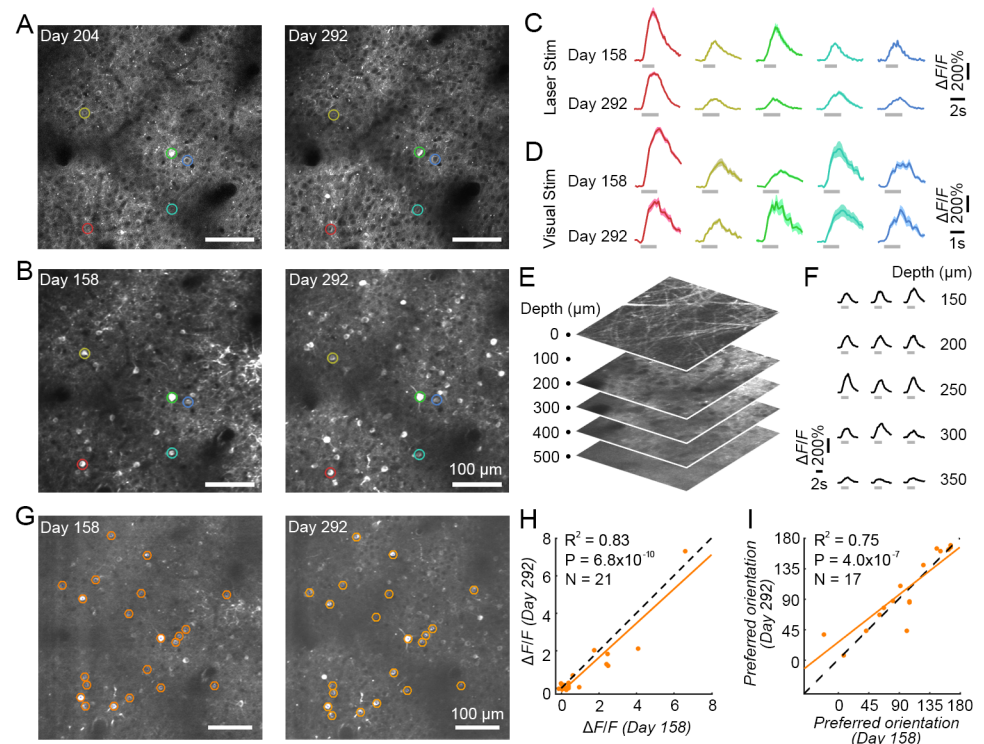 A
Day 204
Day 292
B
Day 158
Day 292
100 µm
C
Laser Stim
Day 158
Day 292
ΔF/F
200%
2s
D
Visual Stim
Day 158
Day 292
ΔF/F
200%
1s
E
Depth (µm)
0
100
200
300
400
500
F
Depth (µm)
150
200
250
300
350
ΔF/F
200%
2s
G
Day 158
Day 292
100 µm
H
R² = 0.83
P = 6.8x10⁻¹⁰
N = 21
ΔF/F (Day 292)
8
6
4
2
0
0 2 4 6 8
ΔF/F (Day 158)
I
R² = 0.75
P = 4.0x10⁻⁷
N = 17
Preferred orientation
(Day 292)
180
135
90
45
0
0 45 90 135 180
Preferred orientation
(Day 158)